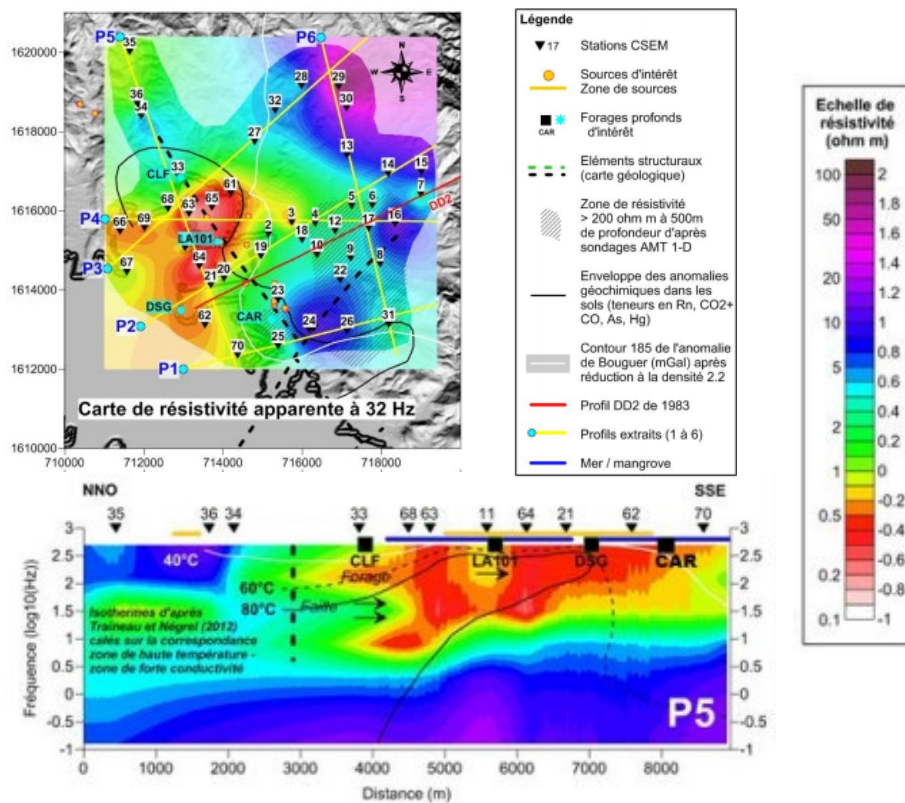 1620000
1618000
1616000
1614000
1612000
1610000
710000
712000
714000
716000
718000
P5
35
P6
N
W E
S
36
34
28
29
32
30
27
13
33
CLF
14
15
7
61
68
63
65
5
6
P4
66
69
3
4
17
16
DD2
LA101
2
18
12
19
10
9
8
P3
67
64
21
20
22
DSG
23
CAR
P2
62
24
26
31
25
70
P1
Carte de résistivité apparente à 32 Hz
Légende
17 Stations CSEM
Sources d'intérêt
Zone de sources
Forages profonds
d'intérêt
CAR
Eléments structuraux
(carte géologique)
Zone de résistivité
> 200 ohm m à 500m
de profondeur d'après
sondages AMT 1-D
Enveloppe des anomalies
géochimiques dans les
sols (teneurs en Rn, CO2+
CO, As, Hg)
Contour 185 de l'anomalie
de Bouguer (mGal) après
réduction à la densité 2.2
Profil DD2 de 1983
Profils extraits (1 à 6)
Mer / mangrove
Echelle de
résistivité
(ohm m)
100 2
1.8
50 1.6
1.4
20 1.2
10 1
0.8
5 0.6
0.4
2 0.2
1 0
-0.2
0.5 -0.4
-0.6
0.2 -0.8
0.1 -1
NNO
SSE
35 36 34 33 68 63 11 64 21 62 70
3
2.5
2
1.5
1
0.5
0
-0.5
-1
Fréquence (log10(Hz))
3
2.5
2
1.5
1
0.5
0
-0.5
-1
40°C
CLF
LA101
DSG
CAR
60°C
Forage
80°C
Faille
Isothermes d'après
Traineau et Négrel (2012)
calés sur la correspondance
zone de haute température -
zone de forte conductivité
P5
0 1000 2000 3000 4000 5000 6000 7000 8000
Distance (m)